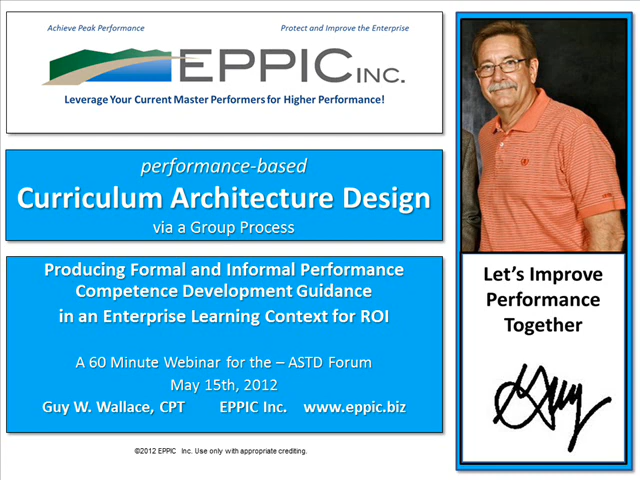 Achieve Peak Performance Protect and Improve the Enterprise
EPPIC INC.
Leverage Your Current Master Performers for Higher Performance!
performance-based
Curriculum Architecture Design
via a Group Process
Producing Formal and Informal Performance
Competence Development Guidance
in an Enterprise Learning Context for ROI
A 60 Minute Webinar for the – ASTD Forum
May 15th, 2012
Guy W. Wallace, CPT EPPIC Inc. www.eppic.biz
©2012 EPPIC Inc. Use only with appropriate crediting.
Let's Improve
Performance
Together
Guy